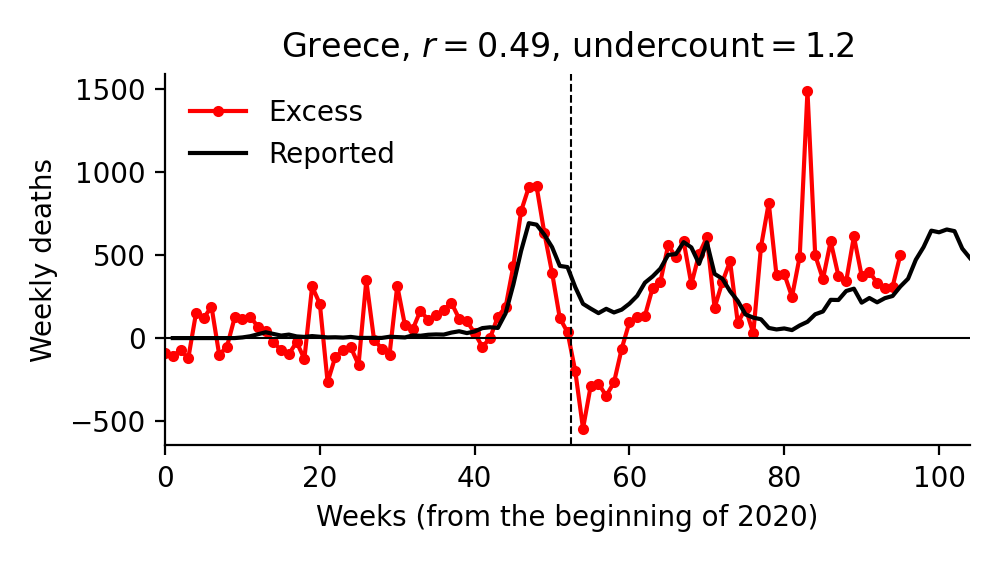 Greece, r = 0.49, undercount = 1.2
Excess
Reported
Weekly deaths
1500
1000
500
0
−500
0 20 40 60 80 100
Weeks (from the beginning of 2020)